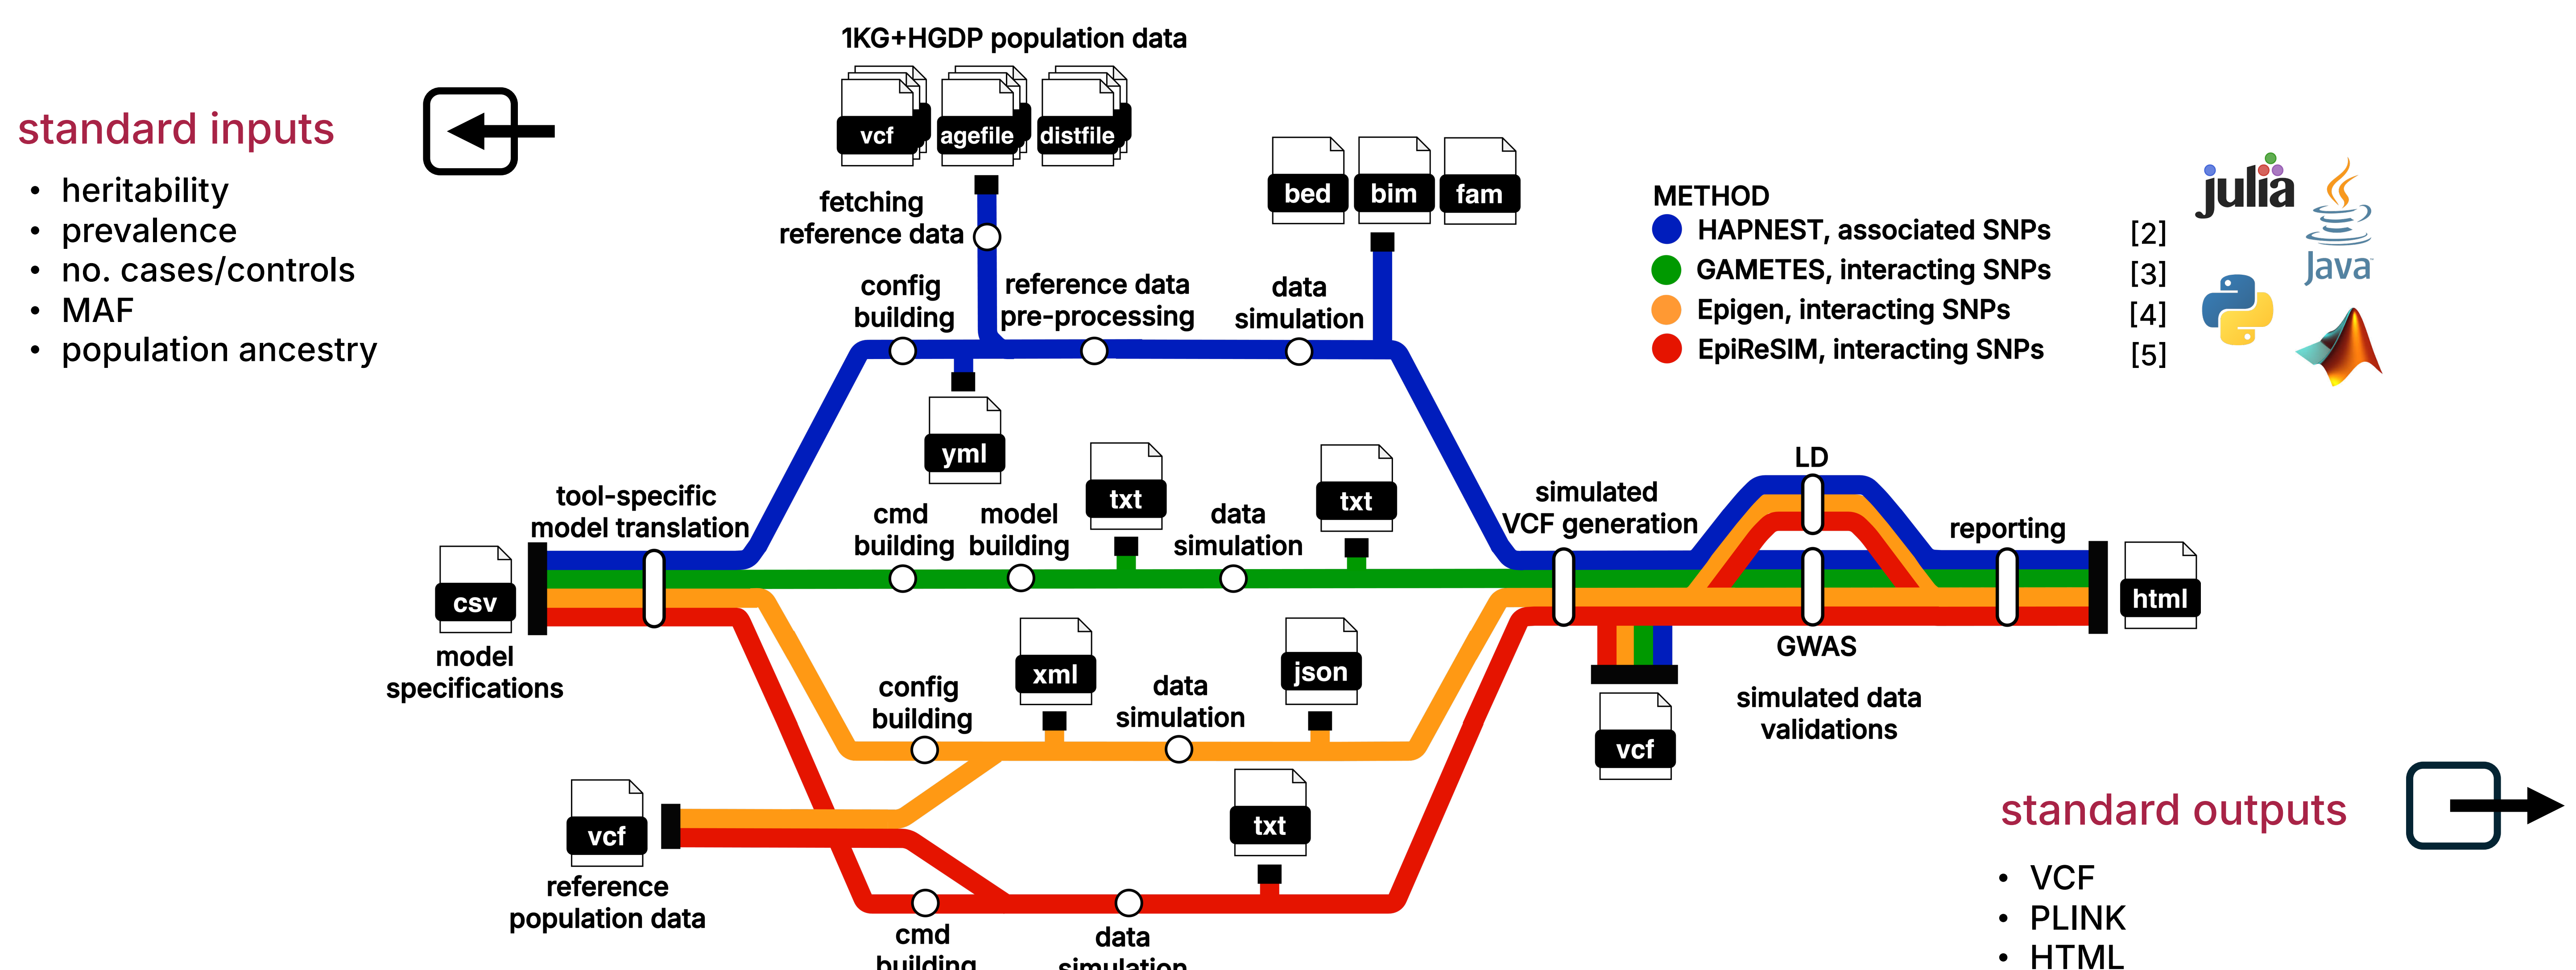 1KG+HGDP population data
vcf
agefile
distfile
standard inputs
• heritability
• prevalence
• no. cases/controls
• MAF
• population ancestry
fetching
reference data
bed
bim
fam
METHOD
HAPNEST, associated SNPs [2]
GAMETES, interacting SNPs [3]
Epigen, interacting SNPs [4]
EpiReSIM, interacting SNPs [5]
julia
Java
config
building
reference data
pre-processing
data
simulation
yml
tool-specific
model translation
cmd
building
model
building
txt
data
simulation
txt
simulated
VCF generation
LD
reporting
csv
model
specifications
html
GWAS
simulated data
validations
vcf
config
building
xml
data
simulation
json
vcf
reference
population data
txt
cmd
building
data
simulation
standard outputs
• VCF
• PLINK
• HTML